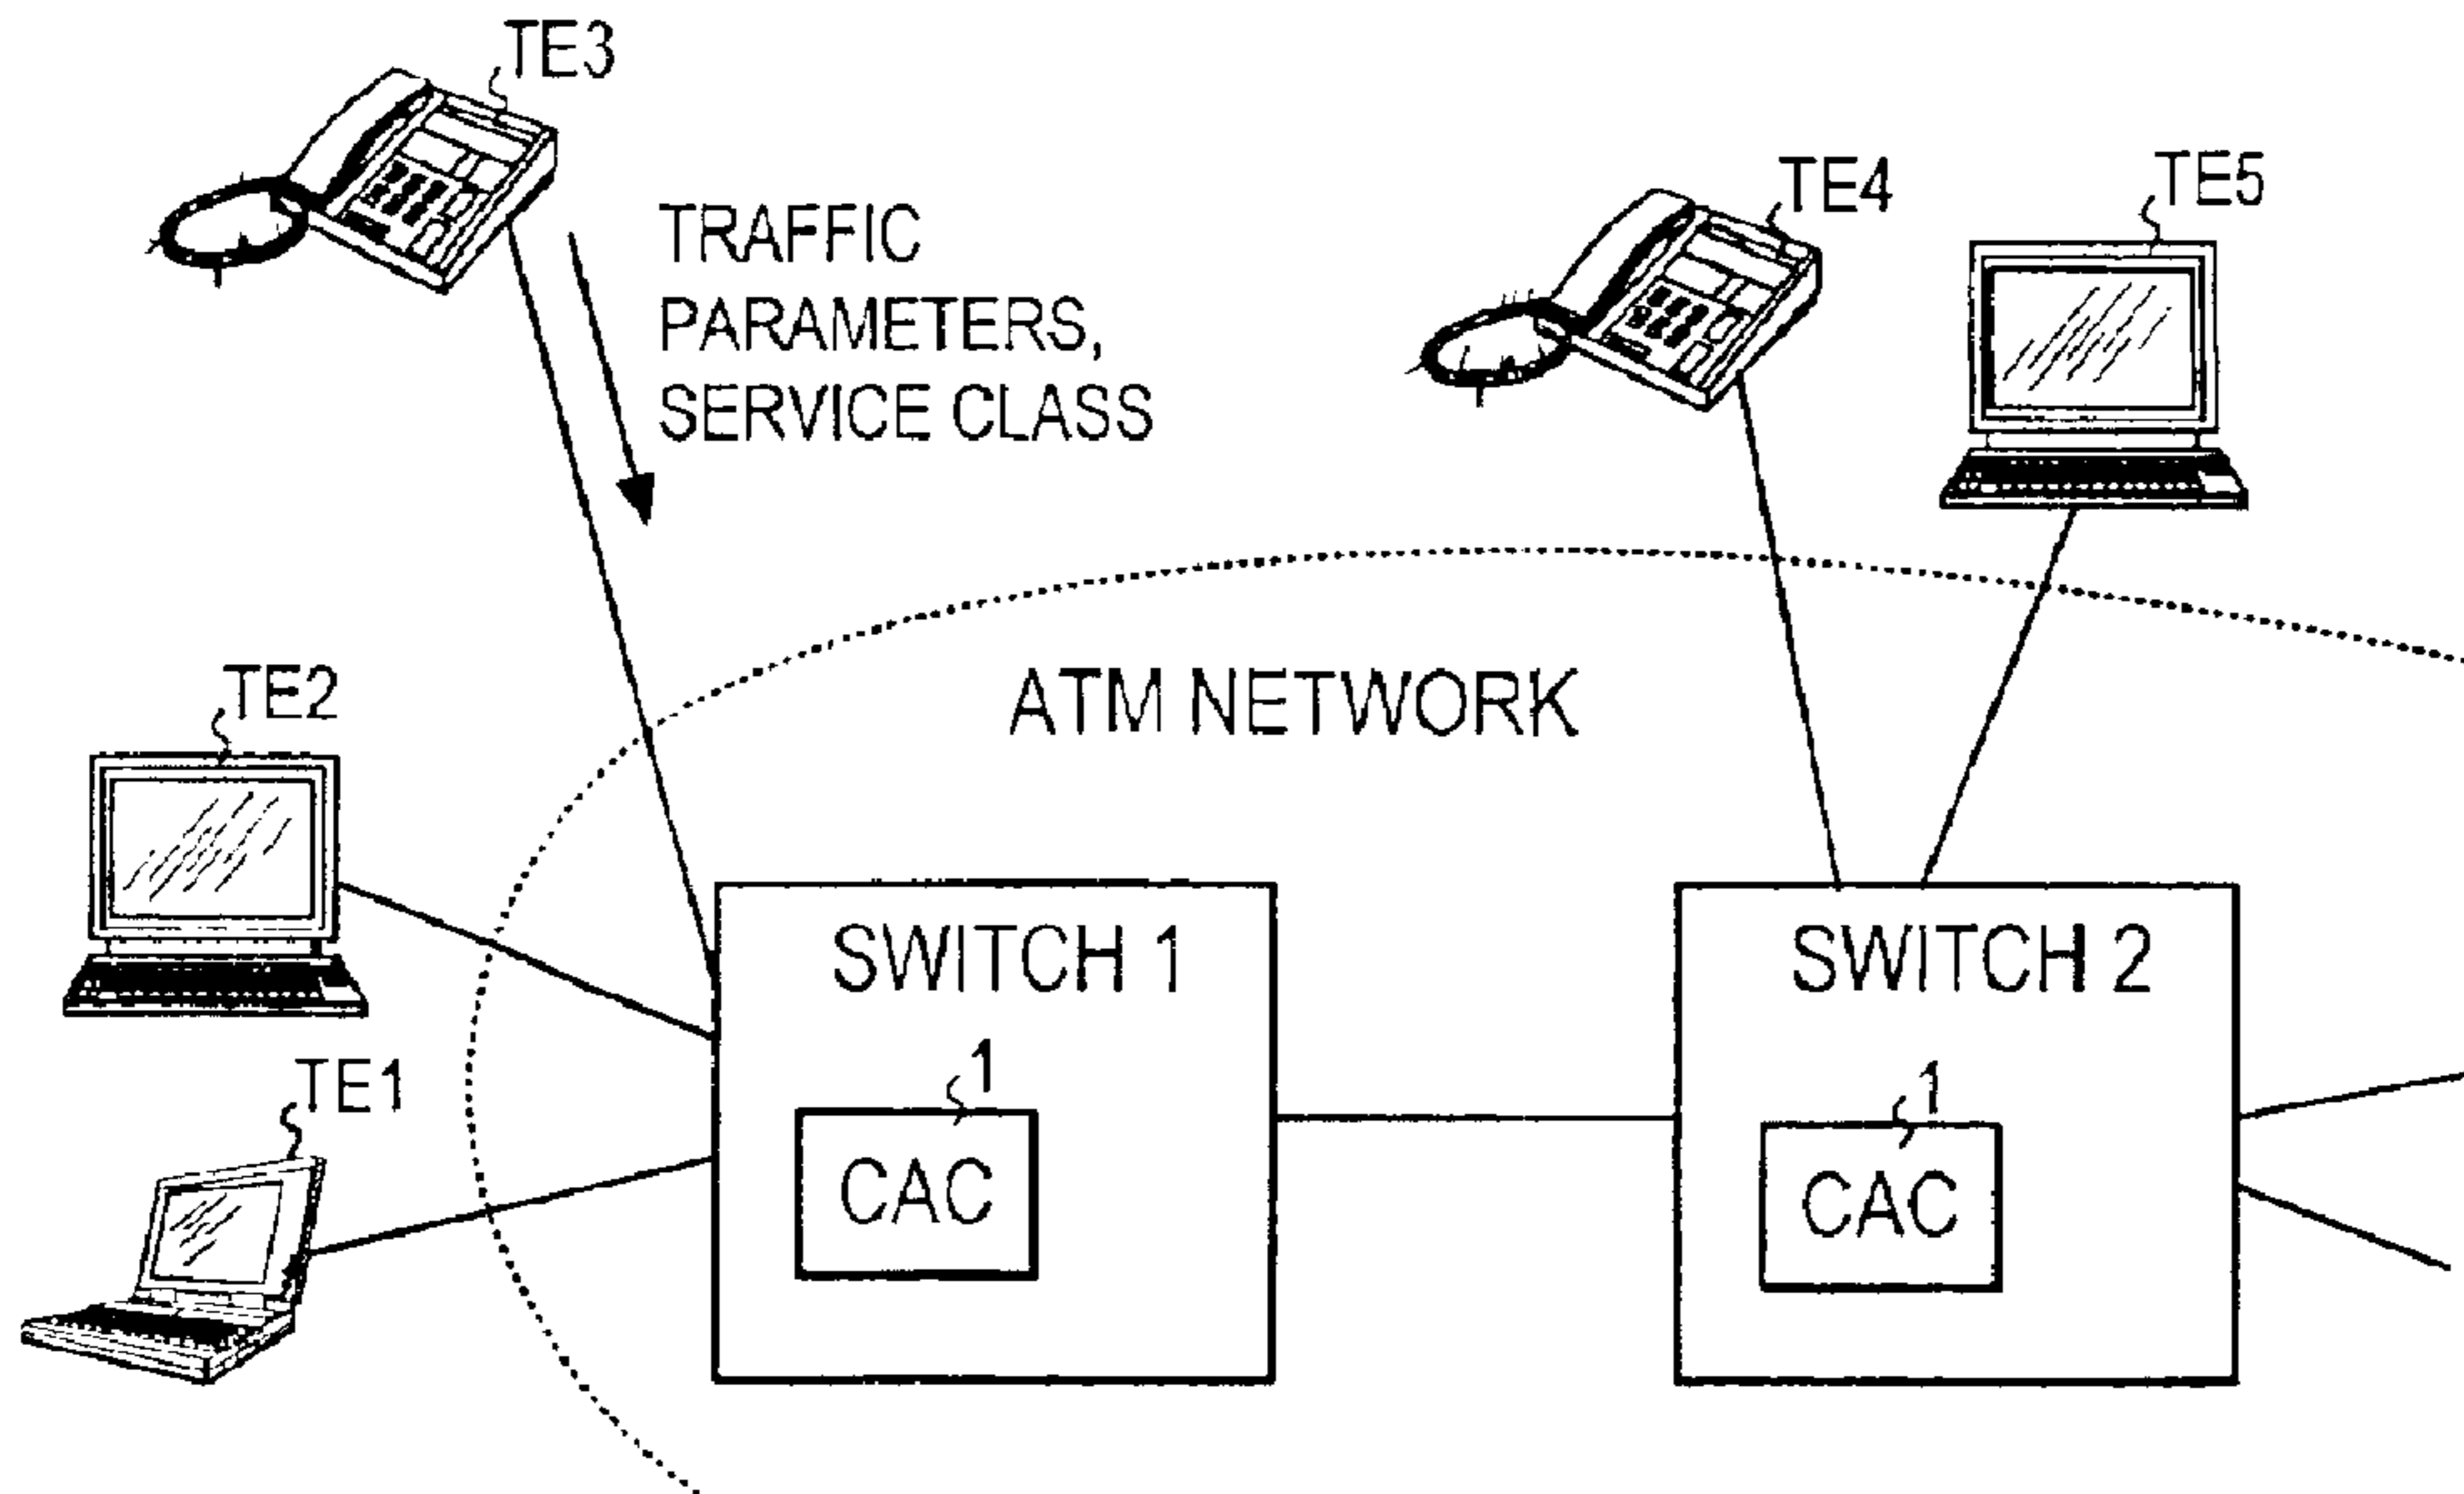 TE3
TE4
TE5
TRAFFIC
PARAMETERS,
SERVICE CLASS
ATM NETWORK
TE2
SWITCH 1
SWITCH 2
1
1
TE1
CAC
CAC